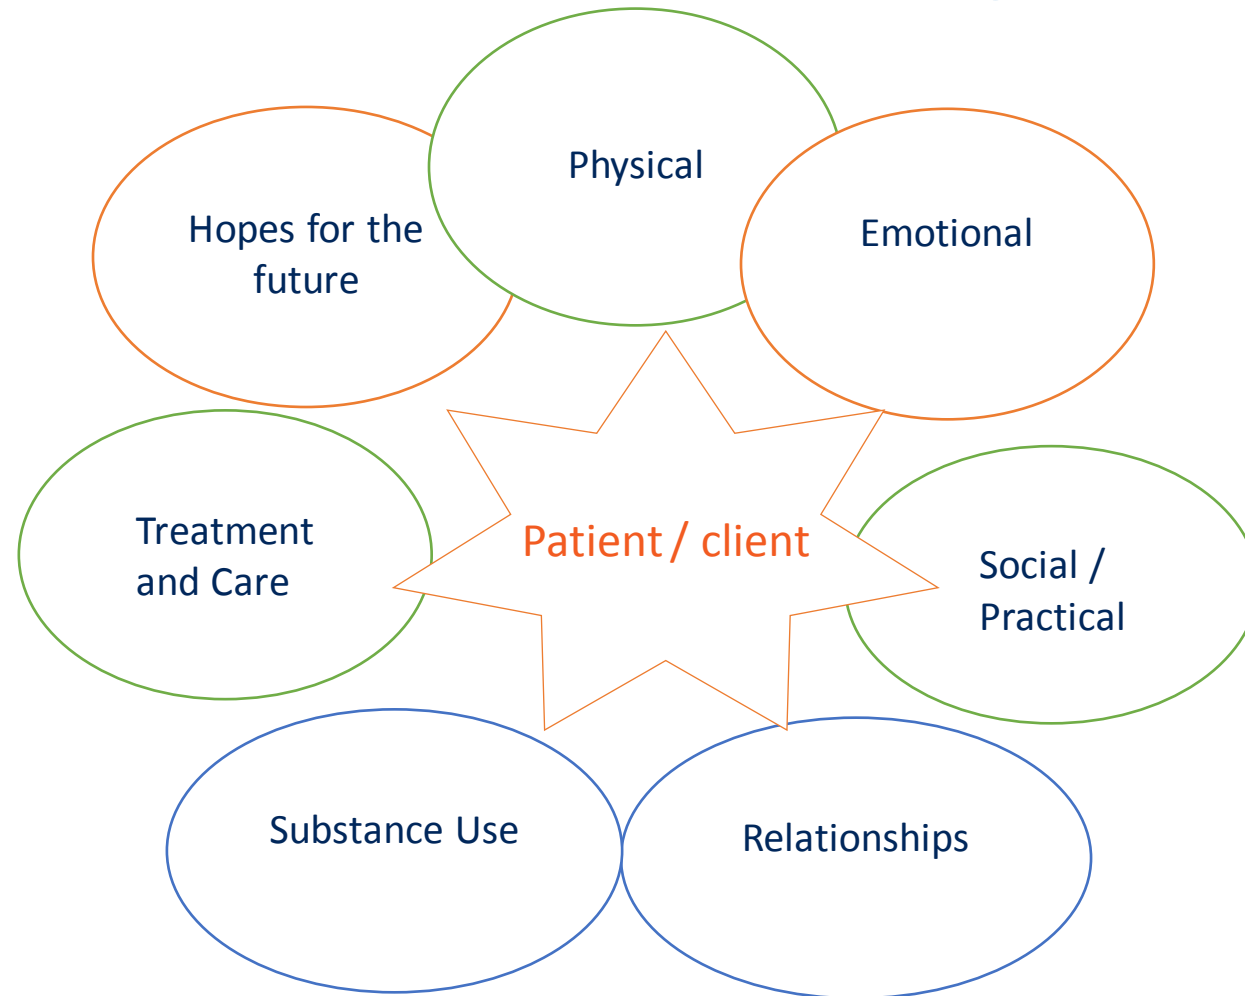 Physical
Hopes for the
future
Emotional
Treatment
and Care
Patient / client
Social /
Practical
Substance Use
Relationships